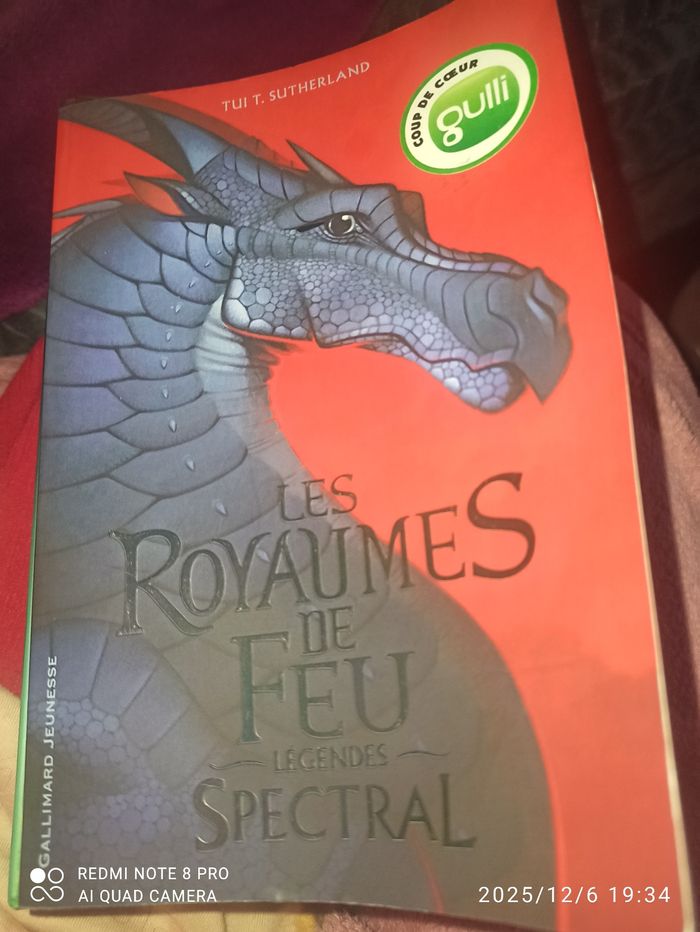 TUI T. SUTHERLAND
COUP DE CŒUR
gulli
LES
ROYAUMES
DE
FEU
LÉGENDES
SPECTRAL
GALLIMARD JEUNESSE
REDMI NOTE 8 PRO
AI QUAD CAMERA
2025/12/6 19:34